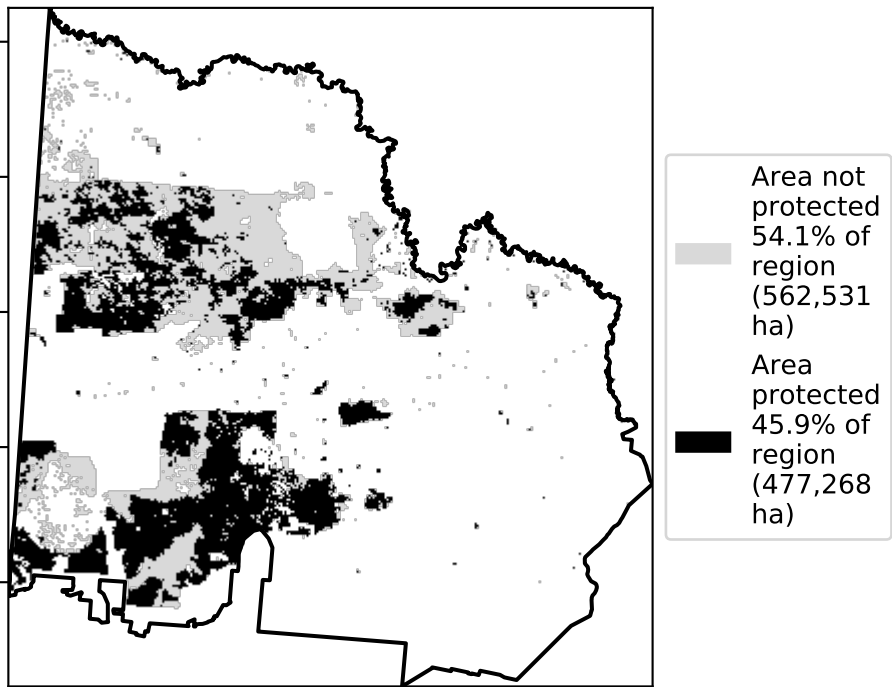 Area not
protected
54.1% of
region
(562,531
ha)
Area
protected
45.9% of
region
(477,268
ha)